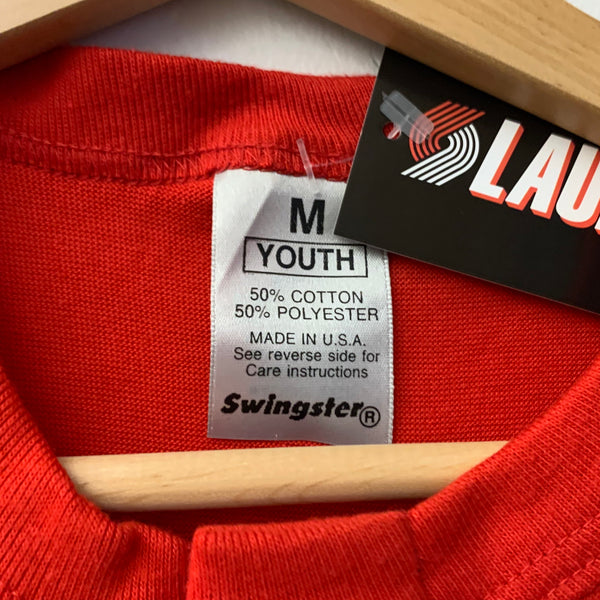 M
YOUTH
50% COTTON
50% POLYESTER
MADE IN U.S.A.
See reverse side for
Care instructions
Swingster®